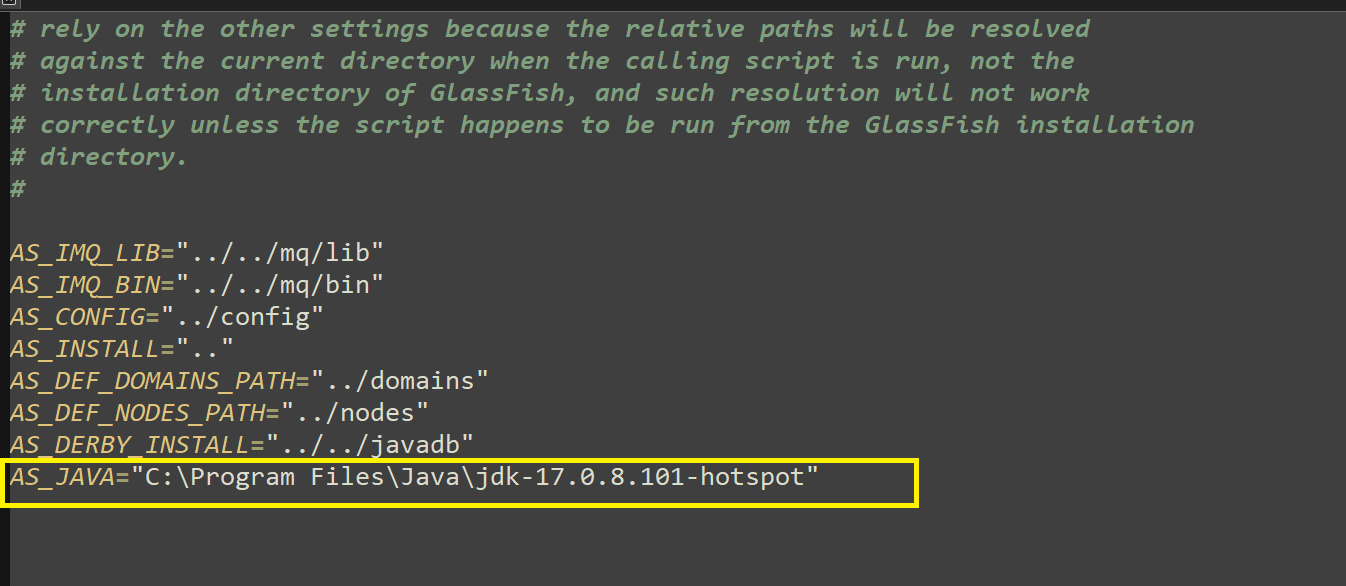 # rely on the other settings because the relative paths will be resolved
# against the current directory when the calling script is run, not the
# installation directory of GlassFish, and such resolution will not work
# correctly unless the script happens to be run from the GlassFish installation
# directory.
#
AS_IMQ_LIB="../../mq/lib"
AS_IMQ_BIN="../../mq/bin"
AS_CONFIG="../config"
AS_INSTALL=".."
AS_DEF_DOMAINS_PATH="../domains"
AS_DEF_NODES_PATH="../nodes"
AS_DERBY_INSTALL="../../javadb"
AS_JAVA="C:\Program Files\Java\jdk-17.0.8.101-hotspot"